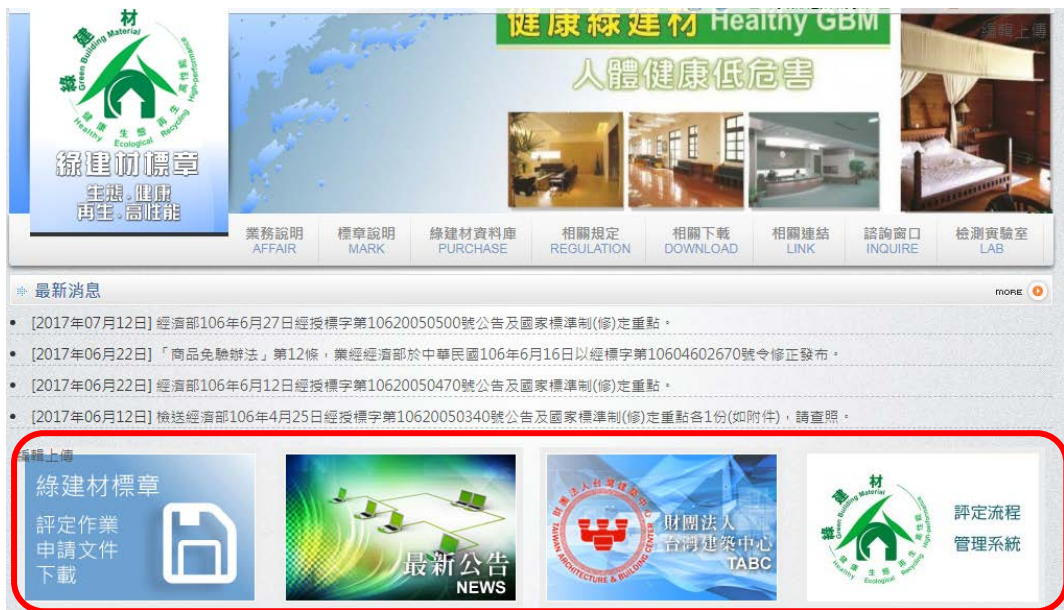 健康綠建材 Healthy GBM
編輯上傳
人體健康低危害
綠建材
Green Building Material
高性能
High-performance
健康 生態 再生
Healthy Ecological Recycling
綠建材標章
生態.健康
再生.高性能
業務說明 標章說明 綠建材資料庫 相關規定 相關下載 相關連結 諮詢窗口 檢測實驗室
AFFAIR MARK PURCHASE REGULATION DOWNLOAD LINK INQUIRE LAB
最新消息
MORE
[2017年07月12日] 經濟部106年6月27日經授標字第10620050500號公告及國家標準制(修)定重點。
[2017年06月22日] 「商品免驗辦法」第12條，業經經濟部於中華民國106年6月16日以經標字第10604602670號令修正發布。
[2017年06月22日] 經濟部106年6月12日經授標字第10620050470號公告及國家標準制(修)定重點。
[2017年06月12日] 檢送經濟部106年4月25日經授標字第10620050340號公告及國家標準制(修)定重點各1份(如附件)，請查照。
編輯上傳
綠建材標章
評定作業
申請文件
下載
最新公告
NEWS
財團法人台灣建築中心
TAIWAN ARCHITECTURE & BUILDING CENTER
財團法人
台灣建築中心
TABC
綠建材
評定流程
管理系統